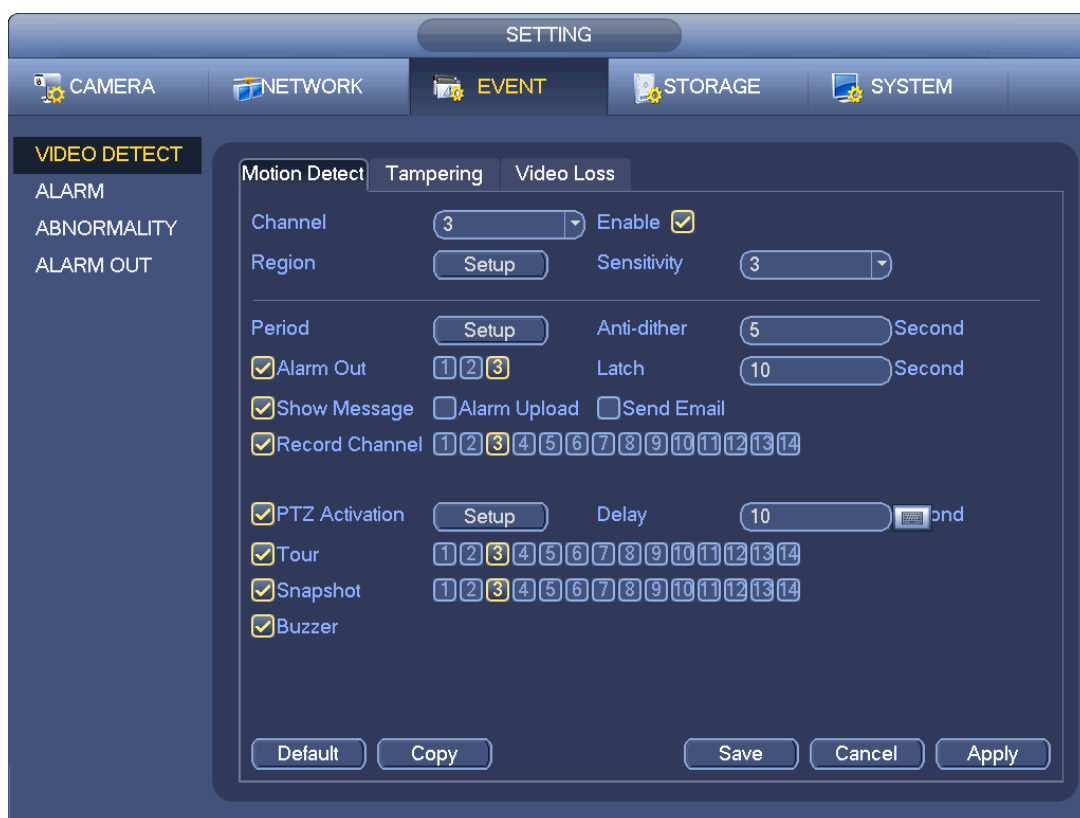 SETTING
CAMERA NETWORK EVENT STORAGE SYSTEM
VIDEO DETECT
ALARM
ABNORMALITY
ALARM OUT
Motion Detect Tampering Video Loss
Channel 3 Enable
Region Setup Sensitivity 3
Period Setup Anti-dither 5 Second
Alarm Out 1 2 3 Latch 10 Second
Show Message Alarm Upload Send Email
Record Channel 1 2 3 4 5 6 7 8 9 10 11 12 13 14
PTZ Activation Setup Delay 10 ond
Tour 1 2 3 4 5 6 7 8 9 10 11 12 13 14
Snapshot 1 2 3 4 5 6 7 8 9 10 11 12 13 14
Buzzer
Default Copy Save Cancel Apply